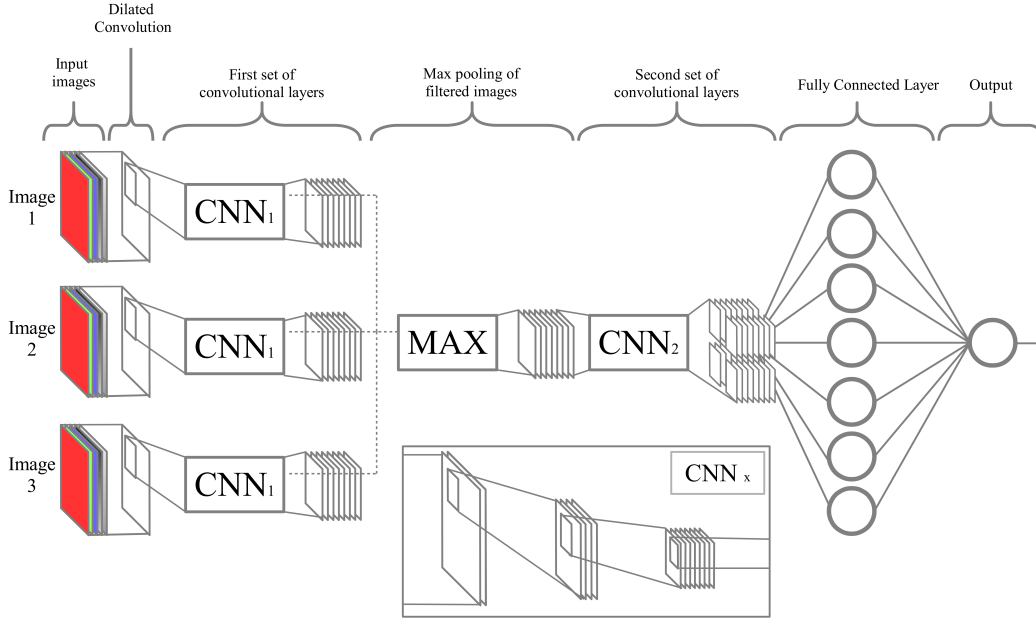 Dilated
Convolution
Input
images
First set of
convolutional layers
Max pooling of
filtered images
Second set of
convolutional layers
Fully Connected Layer
Output
Image
1
CNN1
Image
2
CNN1
MAX
CNN2
Image
3
CNN1
CNN x